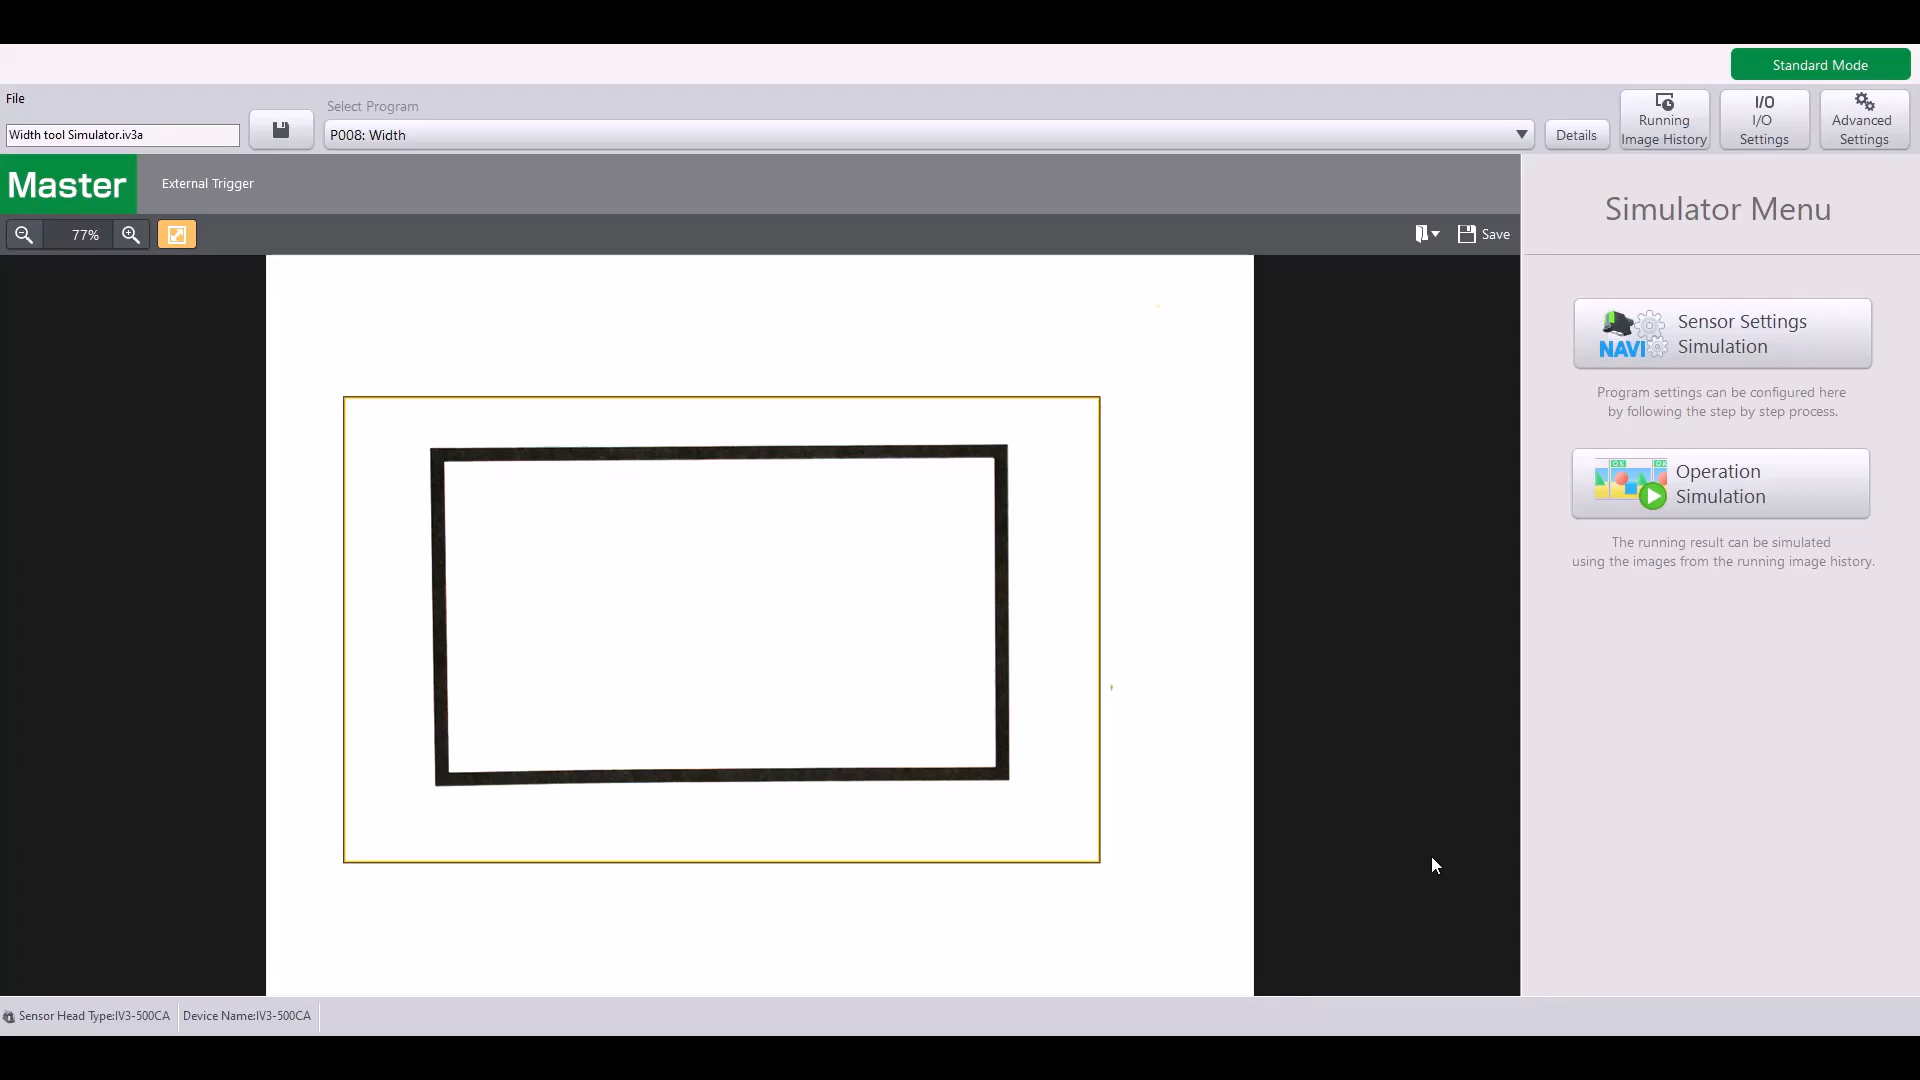 Standard Mode
File
Width tool Simulator.iv3a
Select Program
P008: Width
Details
Running
Image History
I/O
I/O
Settings
Advanced
Settings
Master
External Trigger
77%
Save
Simulator Menu
NAVI
Sensor Settings
Simulation
Program settings can be configured here
by following the step by step process.
OK
OK
Operation
Simulation
The running result can be simulated
using the images from the running image history.
Sensor Head Type:IV3-500CA
Device Name:IV3-500CA